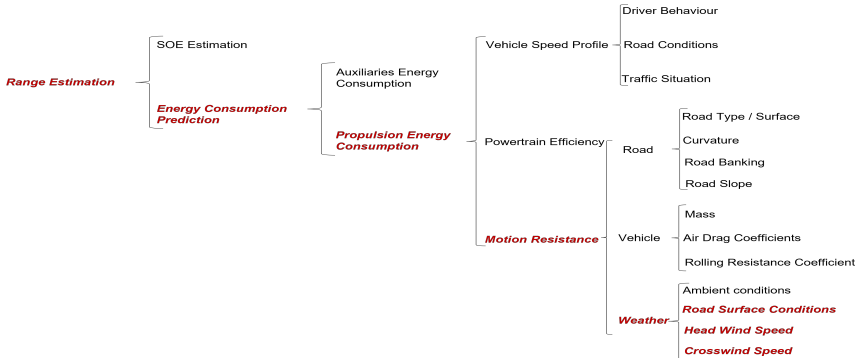 Range Estimation
SOE Estimation
Energy Consumption
Prediction
Auxiliaries Energy
Consumption
Propulsion Energy
Consumption
Vehicle Speed Profile
Driver Behaviour
Road Conditions
Traffic Situation
Powertrain Efficiency
Motion Resistance
Road
Road Type / Surface
Curvature
Road Banking
Road Slope
Vehicle
Mass
Air Drag Coefficients
Rolling Resistance Coefficient
Weather
Ambient conditions
Road Surface Conditions
Head Wind Speed
Crosswind Speed